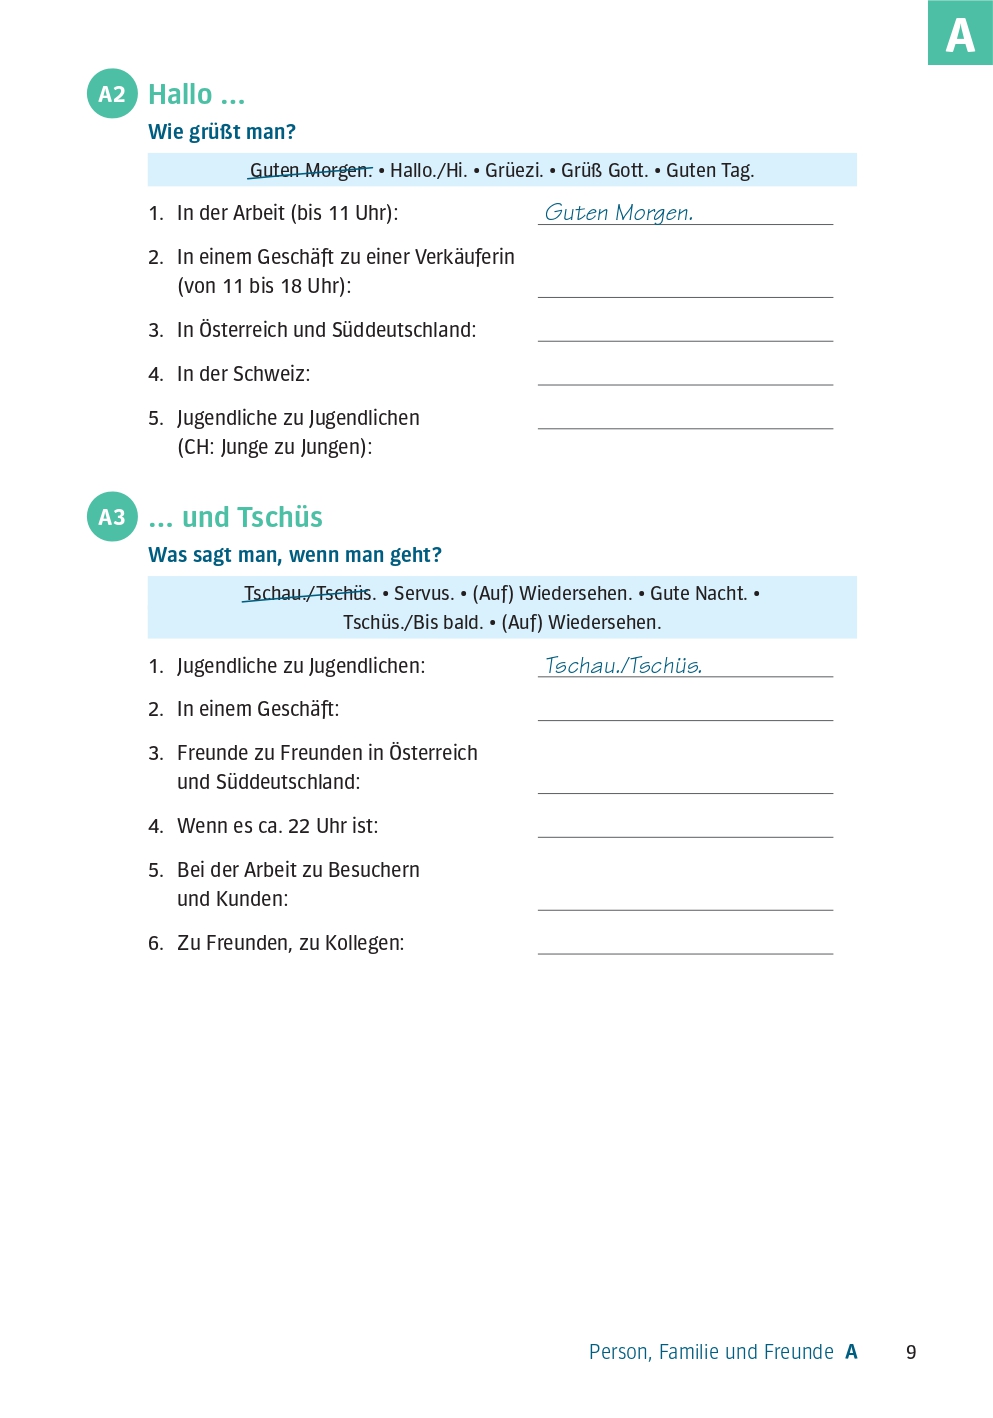 A
A2 Hallo ...
Wie grüßt man?
Guten Morgen. • Hallo./Hi. • Grüezi. • Grüß Gott. • Guten Tag.
1. In der Arbeit (bis 11 Uhr): Guten Morgen.
2. In einem Geschäft zu einer Verkäuferin
(von 11 bis 18 Uhr):
3. In Österreich und Süddeutschland:
4. In der Schweiz:
5. Jugendliche zu Jugendlichen
(CH: Junge zu Jungen):
A3 ... und Tschüs
Was sagt man, wenn man geht?
Tschau./Tschüs. • Servus. • (Auf) Wiedersehen. • Gute Nacht. •
Tschüs./Bis bald. • (Auf) Wiedersehen.
1. Jugendliche zu Jugendlichen: Tschau./Tschüs.
2. In einem Geschäft:
3. Freunde zu Freunden in Österreich
und Süddeutschland:
4. Wenn es ca. 22 Uhr ist:
5. Bei der Arbeit zu Besuchern
und Kunden:
6. Zu Freunden, zu Kollegen:
Person, Familie und Freunde A 9